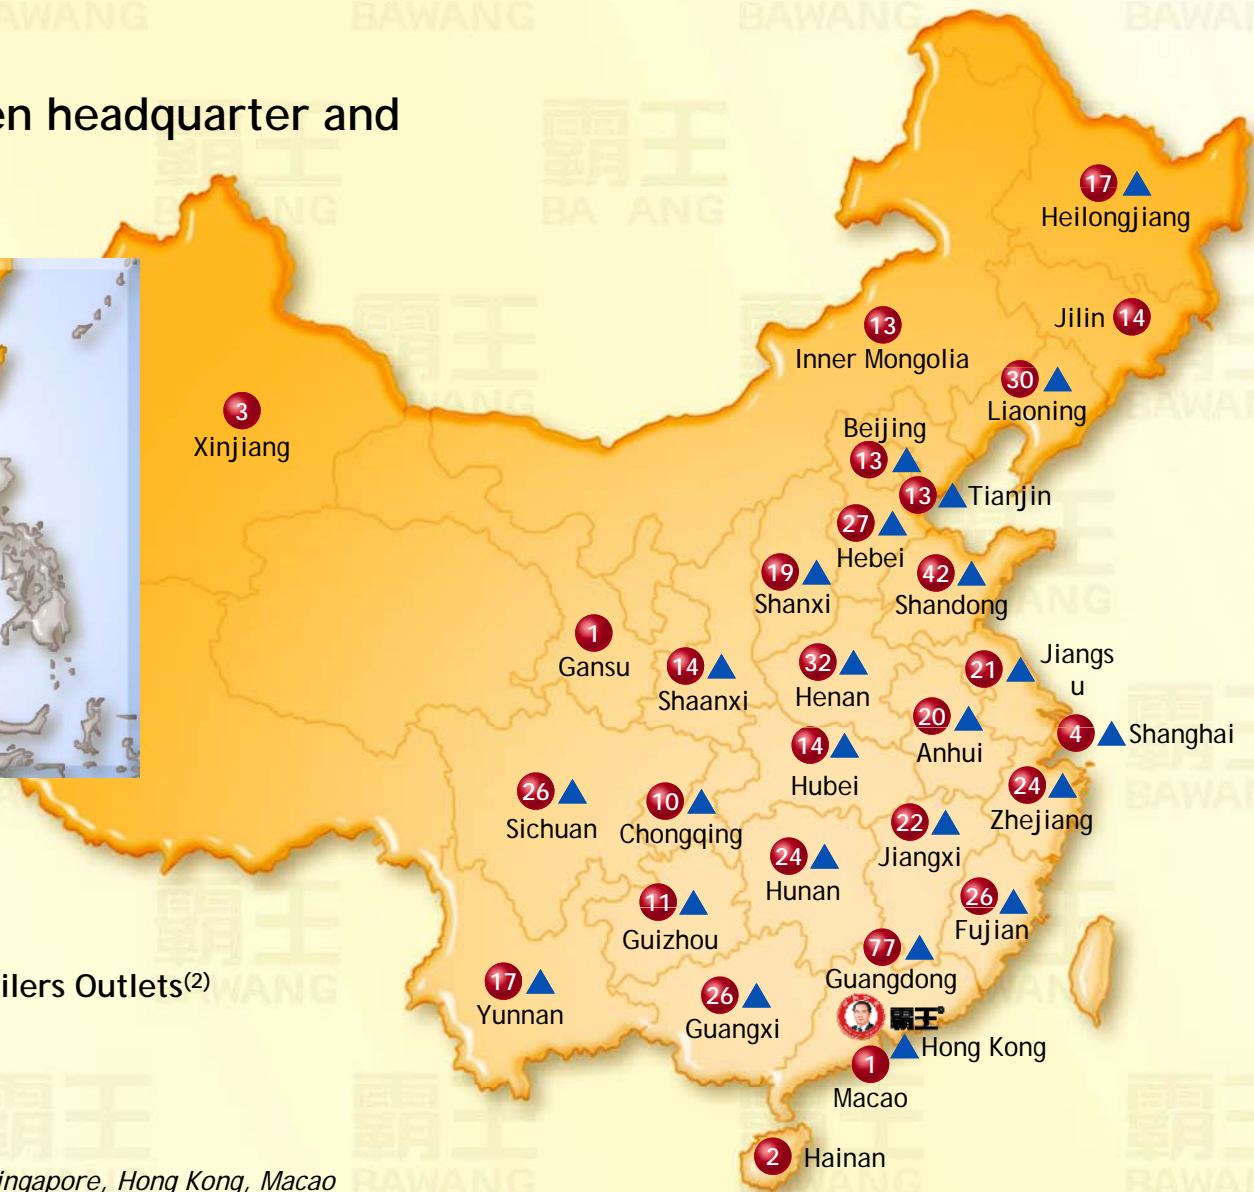 en headquarter and
17
Heilongjiang
Jilin 14
13
Inner Mongolia
30
Liaoning
3
Xinjiang
Beijing
13
13 Tianjin
27
Hebei
19
Shanxi
42
Shandong
1
Gansu
14
Shaanxi
32
Henan
21
Jiangs
u
20
Anhui
4 Shanghai
14
Hubei
24
Zhejiang
26
Sichuan
10
Chongqing
22
Jiangxi
24
Hunan
11
Guizhou
26
Fujian
77
Guangdong
ilers Outlets(2)
17
Yunnan
26
Guangxi
霸王®
Hong Kong
1
Macao
2 Hainan
ingapore, Hong Kong, Macao
霸王
BAWANG